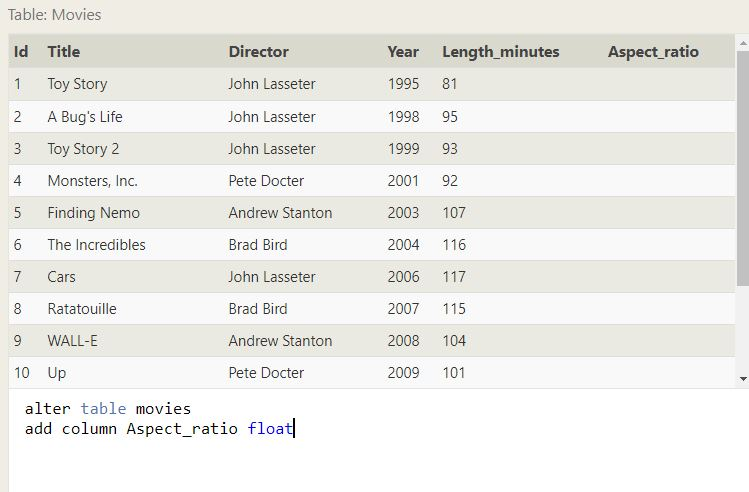 Table: Movies
Id Title Director Year Length_minutes Aspect_ratio
1 Toy Story John Lasseter 1995 81
2 A Bug's Life John Lasseter 1998 95
3 Toy Story 2 John Lasseter 1999 93
4 Monsters, Inc. Pete Docter 2001 92
5 Finding Nemo Andrew Stanton 2003 107
6 The Incredibles Brad Bird 2004 116
7 Cars John Lasseter 2006 117
8 Ratatouille Brad Bird 2007 115
9 WALL-E Andrew Stanton 2008 104
10 Up Pete Docter 2009 101
alter table movies
add column Aspect_ratio float